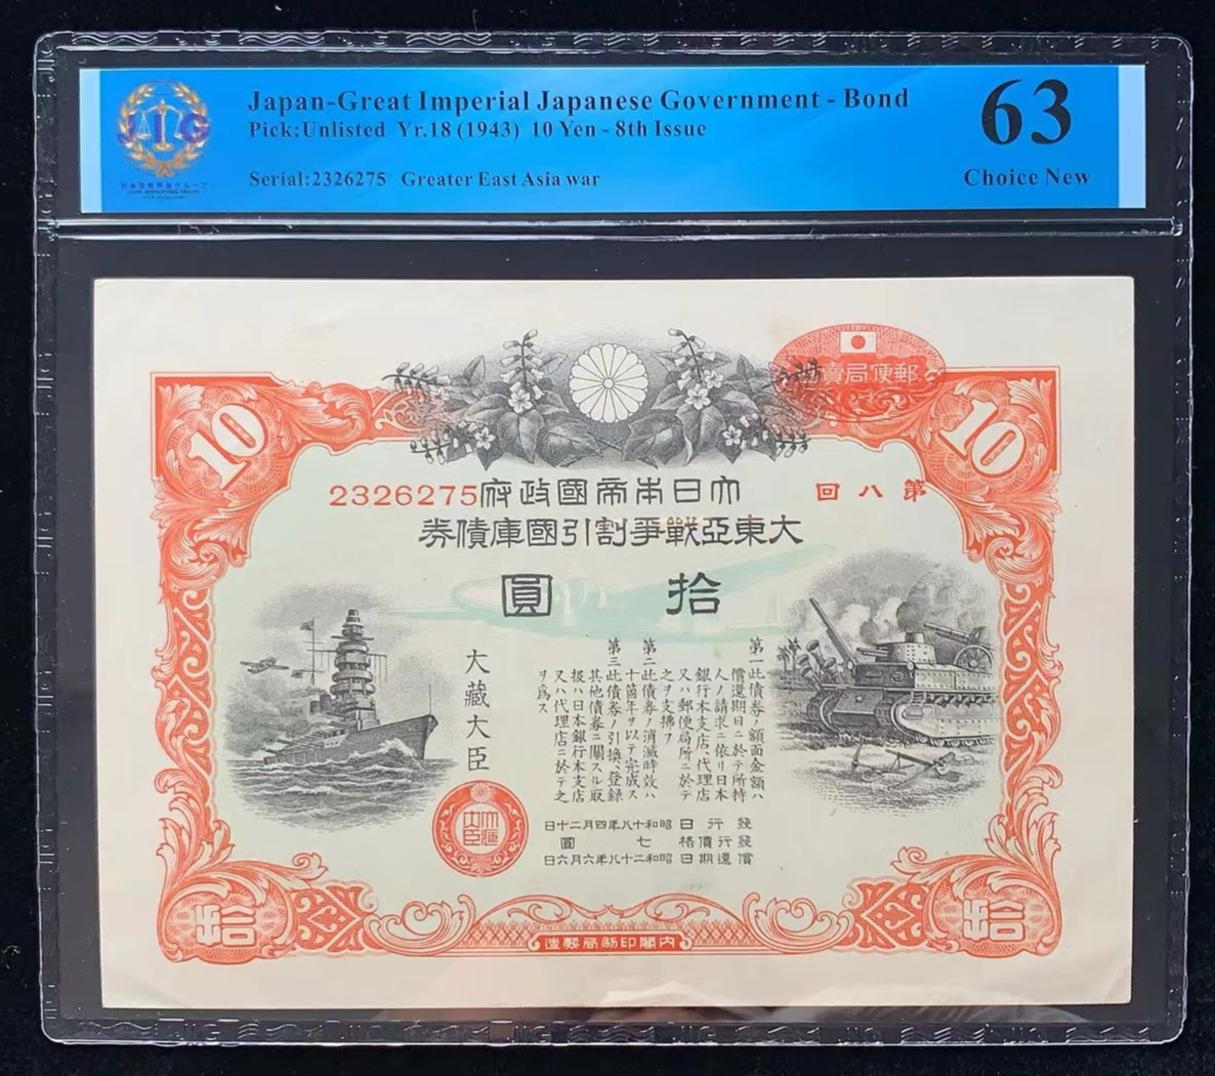 JIG
Japan-Great Imperial Japanese Government - Bond
Pick:Unlisted Yr.18 (1943) 10 Yen - 8th Issue
Serial:2326275 Greater East Asia war
63
Choice New
郵便局賣
10
10
第八回
大日本帝國政府
2326275
大東亞戰爭割引國庫債券
拾圓
第一 此債券ノ額面金額ハ
償還期日ニ於テ所持
人ノ請求ニ依リ日本
銀行本支店、代理店
又ハ郵便局所ニ於テ
之ヲ支拂フ
第二 此債券ノ消滅時效ハ
十箇年ヲ以テ完成ス
第三 此債券ノ引換、登錄
其他債券ニ關スル取
扱ハ日本銀行本支店
又ハ代理店ニ於テ之
ヲ爲ス
發行日 昭和十八年四月二十日
發行價格 七圓
償還期日 昭和二十八年六月六日
大藏大臣
大藏
大臣
拾
拾
內閣印刷局製造